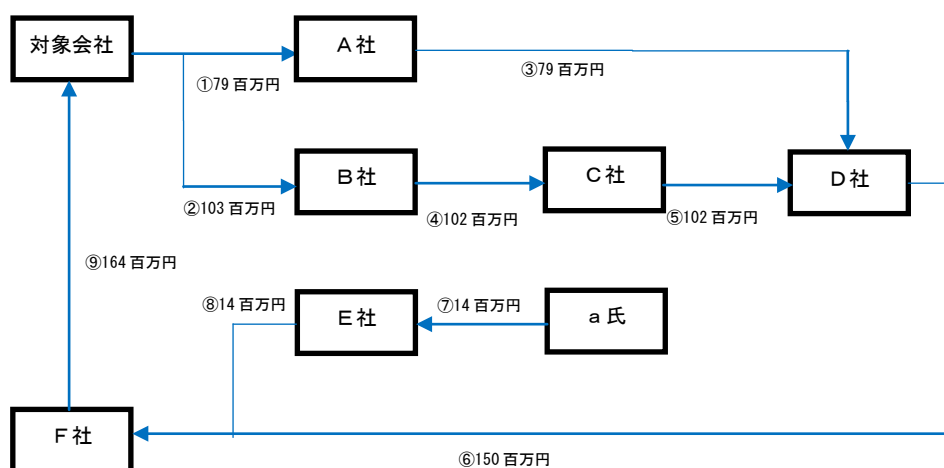 対象会社
A社
③79 百万円
①79 百万円
B社
C社
D社
②103 百万円
④102 百万円
⑤102 百万円
⑨164 百万円
⑧14 百万円
⑦14 百万円
E社
a 氏
F社
⑥150 百万円